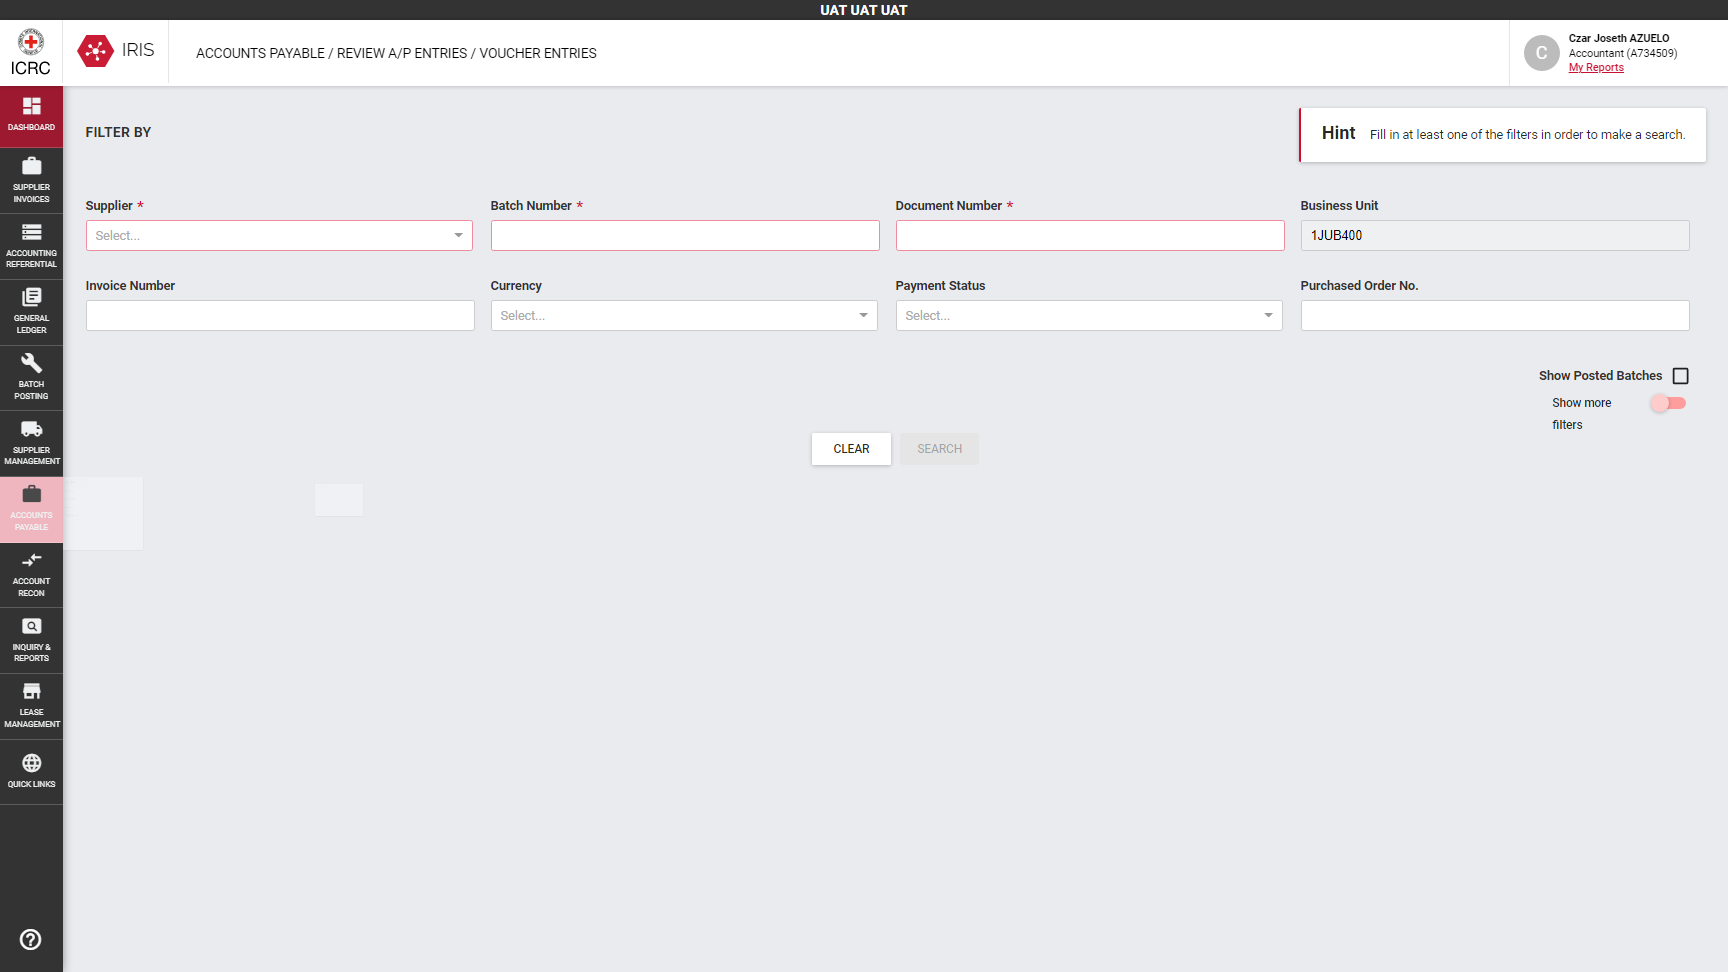 UAT UAT UAT
ICRC
IRIS
ACCOUNTS PAYABLE / REVIEW A/P ENTRIES / VOUCHER ENTRIES
C
Czar Joseth AZUELO
Accountant (A734509)
My Reports
DASHBOARD
SUPPLIER
INVOICES
ACCOUNTING
REFERENTIAL
GENERAL
LEDGER
BATCH
POSTING
SUPPLIER
MANAGEMENT
ACCOUNTS
PAYABLE
ACCOUNT
RECON
INQUIRY &
REPORTS
LEASE
MANAGEMENT
QUICK LINKS
FILTER BY
Hint Fill in at least one of the filters in order to make a search.
Supplier * Batch Number * Document Number * Business Unit
Select... 1JUB400
Invoice Number Currency Payment Status Purchased Order No.
Select... Select...
Show Posted Batches
Show more
filters
CLEAR SEARCH